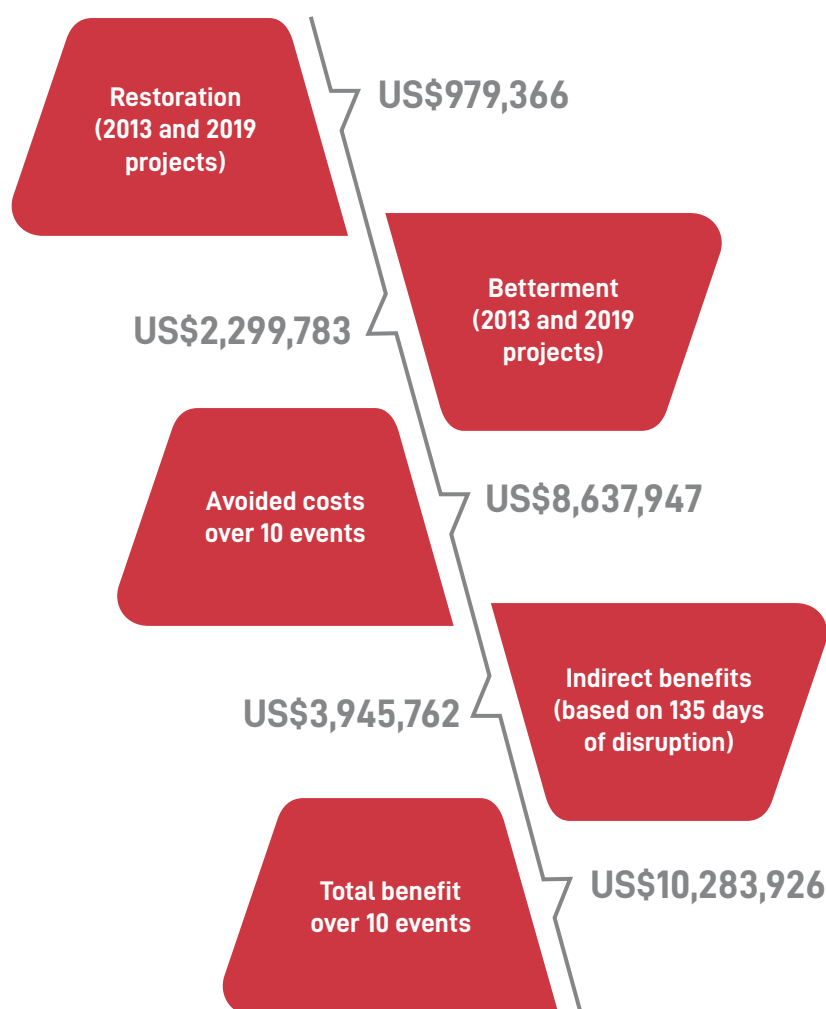 Restoration
(2013 and 2019
projects)
US$979,366
Betterment
(2013 and 2019
projects)
US$2,299,783
Avoided costs
over 10 events
US$8,637,947
Indirect benefits
(based on 135 days
of disruption)
US$3,945,762
Total benefit
over 10 events
US$10,283,926